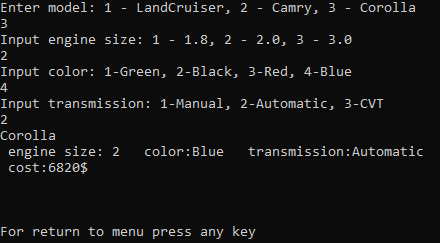 Enter model: 1 - LandCruiser, 2 - Camry, 3 - Corolla
3
Input engine size: 1 - 1.8, 2 - 2.0, 3 - 3.0
2
Input color: 1-Green, 2-Black, 3-Red, 4-Blue
4
Input transmission: 1-Manual, 2-Automatic, 3-CVT
2
Corolla
 engine size: 2   color:Blue   transmission:Automatic
 cost:6820$
For return to menu press any key